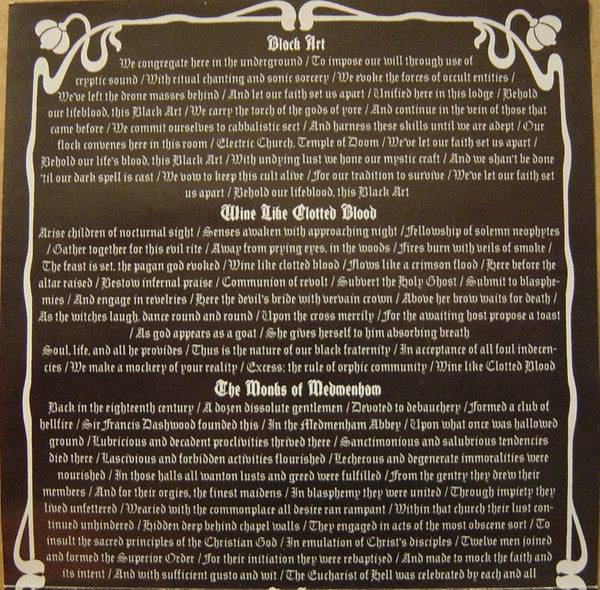 Black Art
We congregate here in the underground / To impose our will through use of
cryptic sound / With ritual chanting and sonic sorcery / We evoke the forces of occult entities /
We've left the drone masses behind / And let our faith set us apart / Unified here in this lodge / Behold
our lifeblood, this Black Art / We carry the torch of the gods of yore / And continue in the vein of those that
came before / We commit ourselves to cabbalistic sect / And harness these skills until we are adept / Our
flock convenes here in this room / Electric Church, Temple of Doom / We've let our faith set us apart /
Behold our life's blood, this Black Art / With undying lust we hone our mystic craft / And we shan't be done
'til our dark spell is cast / We vow to keep this cult alive / For our tradition to survive / We've let our faith set
us apart / Behold our lifeblood, this Black Art
Wine Like Clotted Blood
Arise children of nocturnal sight / Senses awaken with approaching night / Fellowship of solemn neophytes
/ Gather together for this evil rite / Away from prying eyes, in the woods / Fires burn with veils of smoke /
The feast is set, the pagan god evoked / Wine like clotted blood / Flows like a crimson flood / Here before the
altar raised / Bestow infernal praise / Communion of revolt / Subvert the Holy Ghost / Submit to blasphe-
mies / And engage in revelries / Here the devil's bride with vervain crown / Above her brow waits for death /
As the witches laugh, dance round and round / Upon the cross merrily / For the awaiting host propose a toast
/ As god appears as a goat / She gives herself to him absorbing breath
Soul, life, and all he provides / Thus is the nature of our black fraternity / In acceptance of all foul indecen-
cies / We make a mockery of your reality / Excess: the rule of orphic community / Wine like Clotted Blood
The Monks of Medmenham
Back in the eighteenth century / A dozen dissolute gentlemen / Devoted to debauchery / Formed a club of
hellfire / Sir Francis Dashwood founded this / In the Medmenham Abbey / Upon what once was hallowed
ground / Lubricious and decadent proclivities thrived there / Sanctimonious and salubrious tendencies
died there / Lascivious and forbidden activities flourished / Lecherous and degenerate immoralities were
nourished / In those halls all wanton lusts and greed were fulfilled / From the gentry they drew their
members / And for their orgies, the finest maidens / In blasphemy they were united / Through impiety they
lived unfettered / Wearied with the commonplace all desire ran rampant / Within that church their lust con-
tinued unhindered / Hidden deep behind chapel walls / They engaged in acts of the most obscene sort / To
insult the sacred principles of the Christian God / In emulation of Christ's disciples / Twelve men joined
and formed the Superior Order / For their initiation they were rebaptized / And made to mock the faith and
its intent / And with sufficient gusto and wit / The Eucharist of Hell was celebrated by each and all